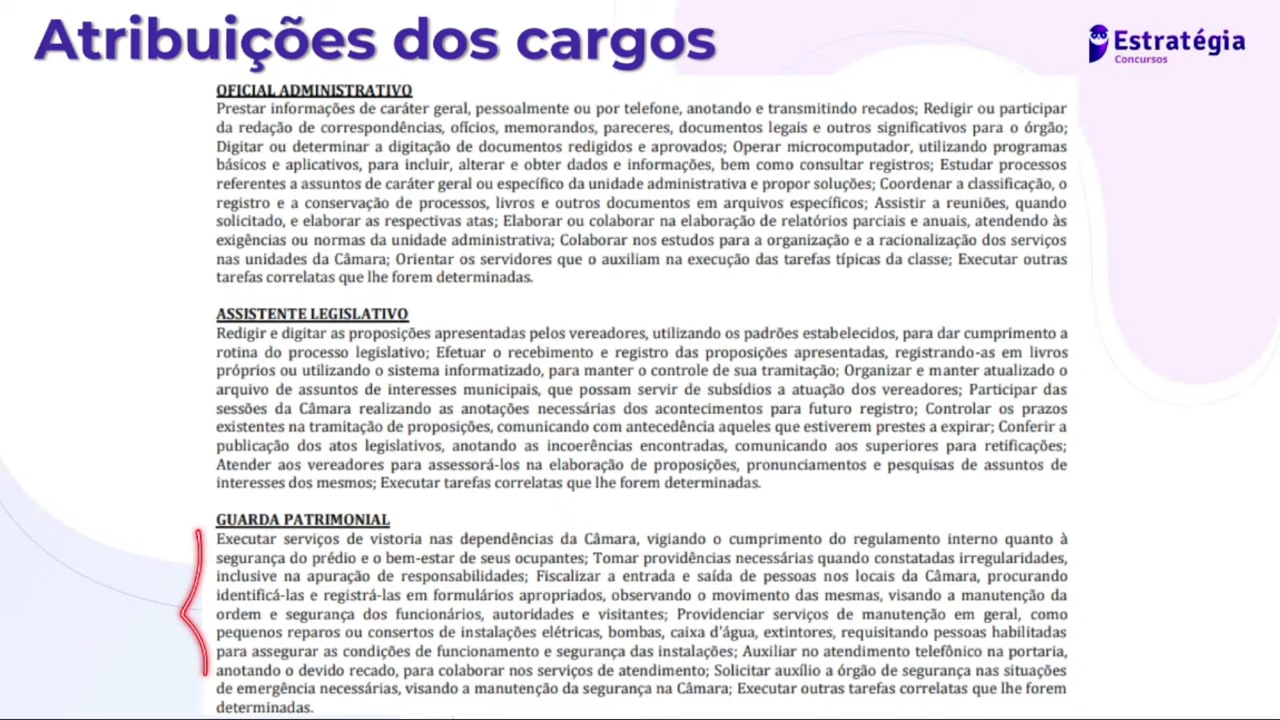 Atribuições dos cargos
Estratégia
Concursos
OFICIAL ADMINISTRATIVO
Prestar informações de caráter geral, pessoalmente ou por telefone, anotando e transmitindo recados; Redigir ou participar
da redação de correspondências, ofícios, memorandos, pareceres, documentos legais e outros significativos para o órgão;
Digitar ou determinar a digitação de documentos redigidos e aprovados; Operar microcomputador, utilizando programas
básicos e aplicativos, para incluir, alterar e obter dados e informações, bem como consultar registros; Estudar processos
referentes a assuntos de caráter geral ou específico da unidade administrativa e propor soluções; Coordenar a classificação, o
registro e a conservação de processos, livros e outros documentos em arquivos específicos; Assistir a reuniões, quando
solicitado, e elaborar as respectivas atas; Elaborar ou colaborar na elaboração de relatórios parciais e anuais, atendendo às
exigências ou normas da unidade administrativa; Colaborar nos estudos para a organização e a racionalização dos serviços
nas unidades da Câmara; Orientar os servidores que o auxiliam na execução das tarefas típicas da classe; Executar outras
tarefas correlatas que lhe forem determinadas.
ASSISTENTE LEGISLATIVO
Redigir e digitar as proposições apresentadas pelos vereadores, utilizando os padrões estabelecidos, para dar cumprimento a
rotina do processo legislativo; Efetuar o recebimento e registro das proposições apresentadas, registrando-as em livros
próprios ou utilizando o sistema informatizado, para manter o controle de sua tramitação; Organizar e manter atualizado o
arquivo de assuntos de interesses municipais, que possam servir de subsídios a atuação dos vereadores; Participar das
sessões da Câmara realizando as anotações necessárias dos acontecimentos para futuro registro; Controlar os prazos
existentes na tramitação de proposições, comunicando com antecedência aqueles que estiverem prestes a expirar; Conferir a
publicação dos atos legislativos, anotando as incoerências encontradas, comunicando aos superiores para retificações;
Atender aos vereadores para assessorá-los na elaboração de proposições, pronunciamentos e pesquisas de assuntos de
interesses dos mesmos; Executar tarefas correlatas que lhe forem determinadas.
GUARDA PATRIMONIAL
Executar serviços de vistoria nas dependências da Câmara, vigiando o cumprimento do regulamento interno quanto à
segurança do prédio e o bem-estar de seus ocupantes; Tomar providências necessárias quando constatadas irregularidades,
inclusive na apuração de responsabilidades; Fiscalizar a entrada e saída de pessoas nos locais da Câmara, procurando
identificá-las e registrá-las em formulários apropriados, observando o movimento das mesmas, visando a manutenção da
ordem e segurança dos funcionários, autoridades e visitantes; Providenciar serviços de manutenção em geral, como
pequenos reparos ou consertos de instalações elétricas, bombas, caixa d'água, extintores, requisitando pessoas habilitadas
para assegurar as condições de funcionamento e segurança das instalações; Auxiliar no atendimento telefônico na portaria,
anotando o devido recado, para colaborar nos serviços de atendimento; Solicitar auxílio a órgão de segurança nas situações
de emergência necessárias, visando a manutenção da segurança na Câmara; Executar outras tarefas correlatas que lhe forem
determinadas.